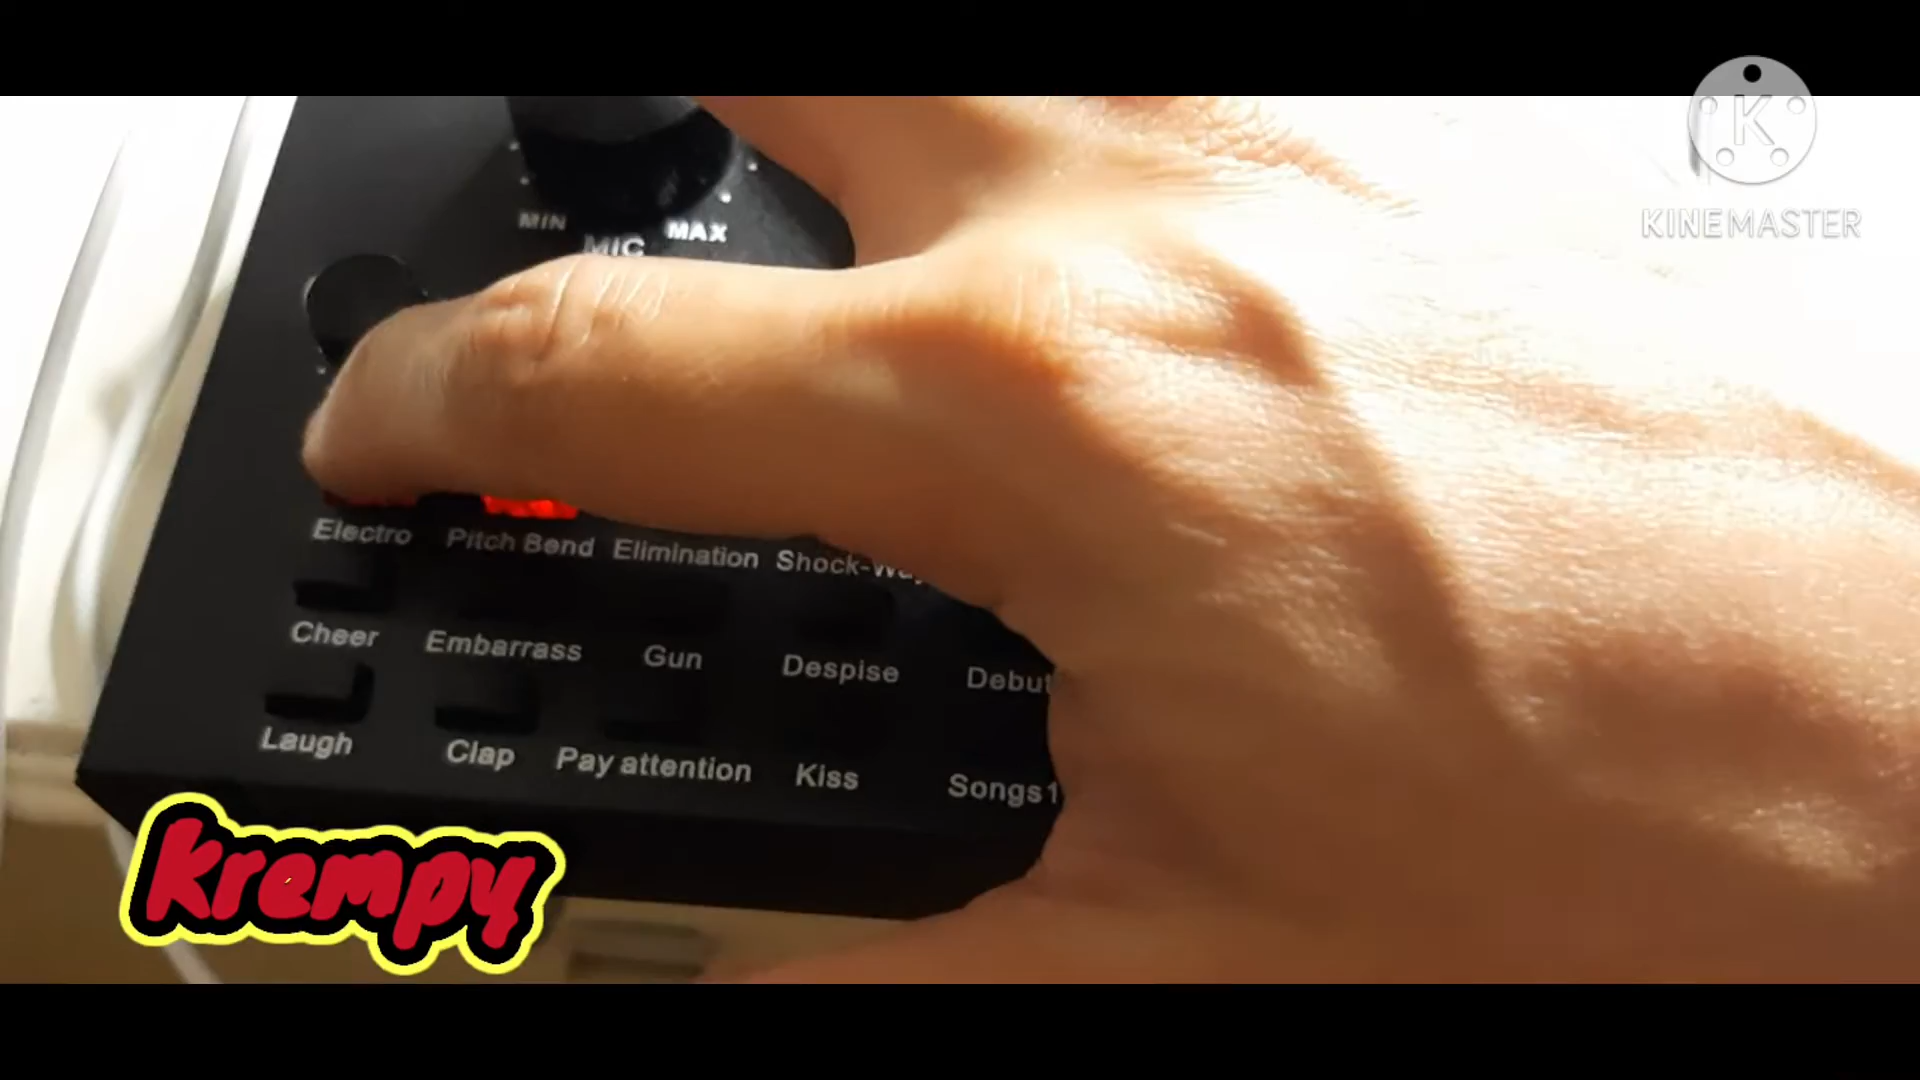 K
KINEMASTER
MIN MAX
MIC
Electro Pitch Bend Elimination
Cheer Embarrass Gun Despise Debut
Laugh Clap Pay attention Kiss Songs1
Krempy